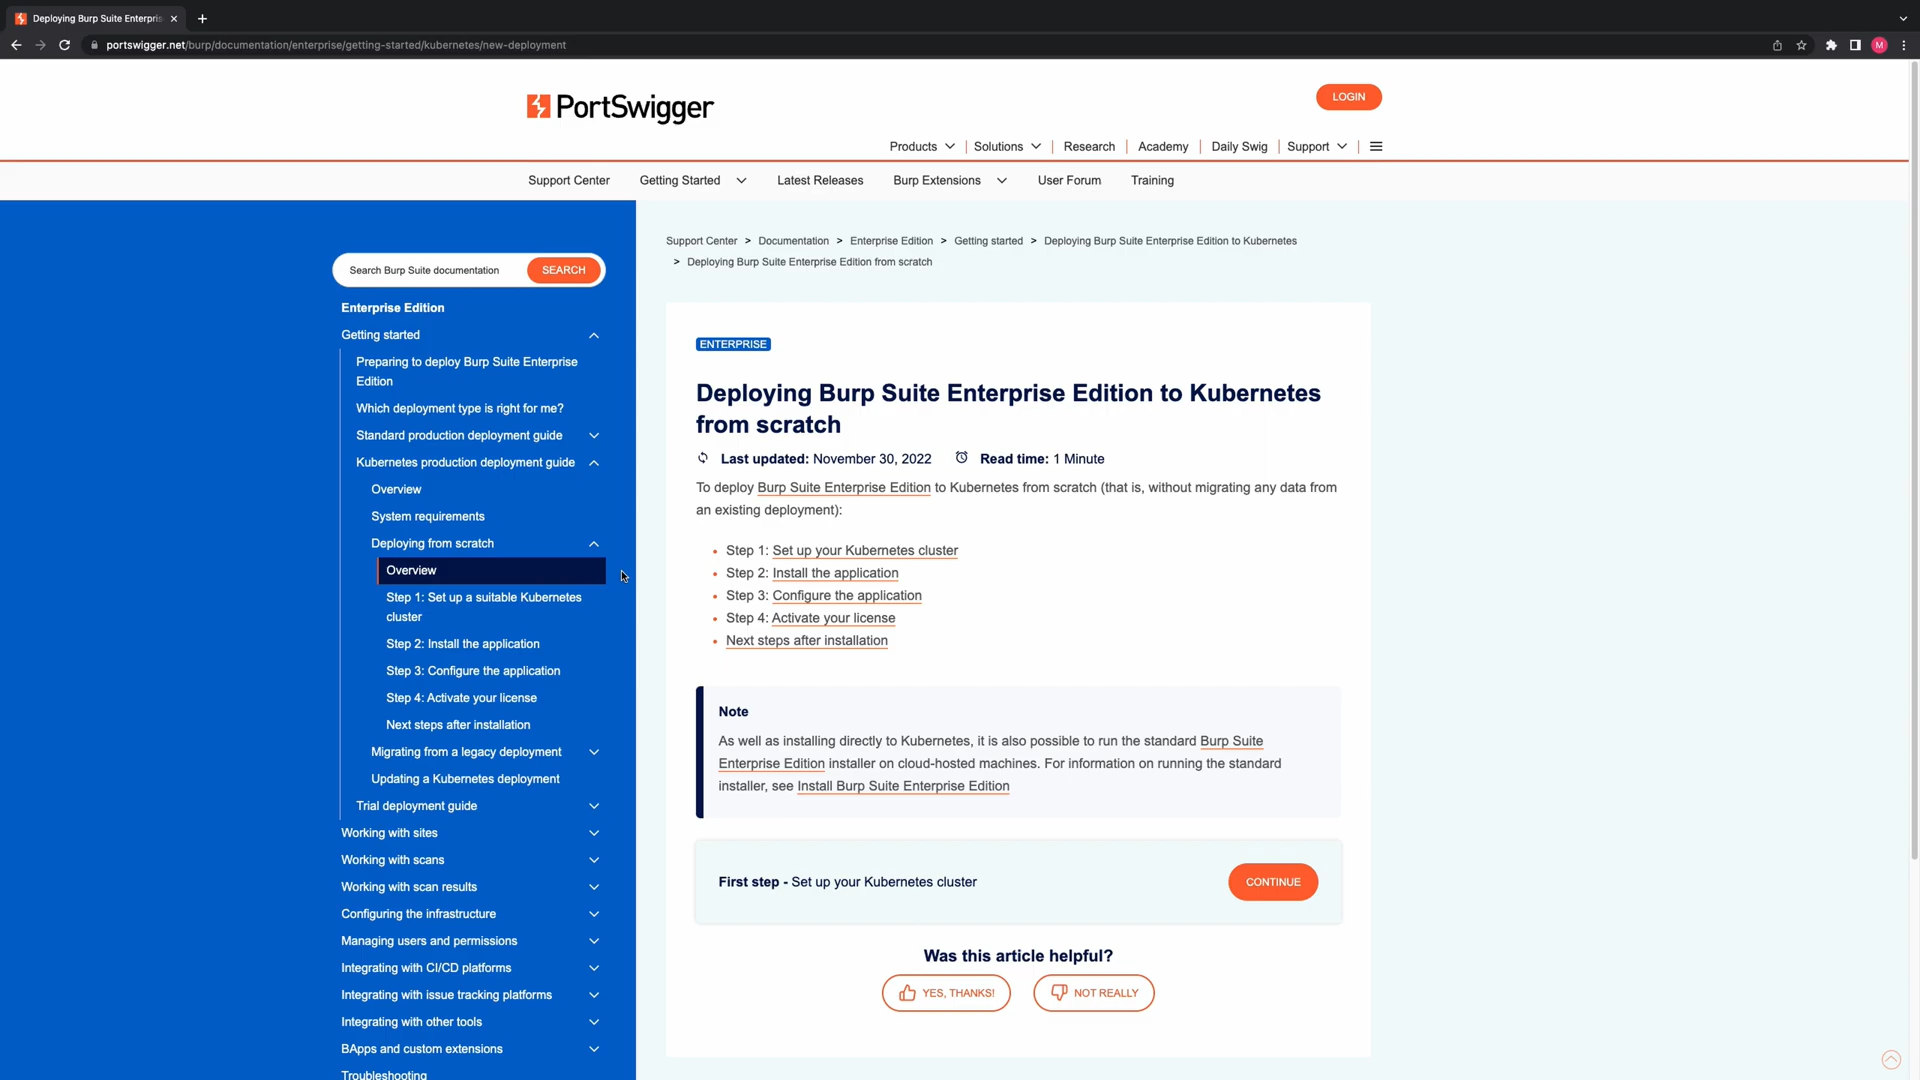 Deploying Burp Suite Enterpris
portswigger.net/burp/documentation/enterprise/getting-started/kubernetes/new-deployment
M
PortSwigger
LOGIN
Products
Solutions
Research
Academy
Daily Swig
Support
Support Center
Getting Started
Latest Releases
Burp Extensions
User Forum
Training
Search Burp Suite documentation
SEARCH
Enterprise Edition
Getting started
Preparing to deploy Burp Suite Enterprise
Edition
Which deployment type is right for me?
Standard production deployment guide
Kubernetes production deployment guide
Overview
System requirements
Deploying from scratch
Overview
Step 1: Set up a suitable Kubernetes
cluster
Step 2: Install the application
Step 3: Configure the application
Step 4: Activate your license
Next steps after installation
Migrating from a legacy deployment
Updating a Kubernetes deployment
Trial deployment guide
Working with sites
Working with scans
Working with scan results
Configuring the infrastructure
Managing users and permissions
Integrating with CI/CD platforms
Integrating with issue tracking platforms
Integrating with other tools
BApps and custom extensions
Troubleshooting
Support Center > Documentation > Enterprise Edition > Getting started > Deploying Burp Suite Enterprise Edition to Kubernetes
> Deploying Burp Suite Enterprise Edition from scratch
ENTERPRISE
Deploying Burp Suite Enterprise Edition to Kubernetes
from scratch
Last updated: November 30, 2022 Read time: 1 Minute
To deploy Burp Suite Enterprise Edition to Kubernetes from scratch (that is, without migrating any data from
an existing deployment):
• Step 1: Set up your Kubernetes cluster
• Step 2: Install the application
• Step 3: Configure the application
• Step 4: Activate your license
• Next steps after installation
Note
As well as installing directly to Kubernetes, it is also possible to run the standard Burp Suite
Enterprise Edition installer on cloud-hosted machines. For information on running the standard
installer, see Install Burp Suite Enterprise Edition
First step - Set up your Kubernetes cluster
CONTINUE
Was this article helpful?
YES, THANKS!
NOT REALLY